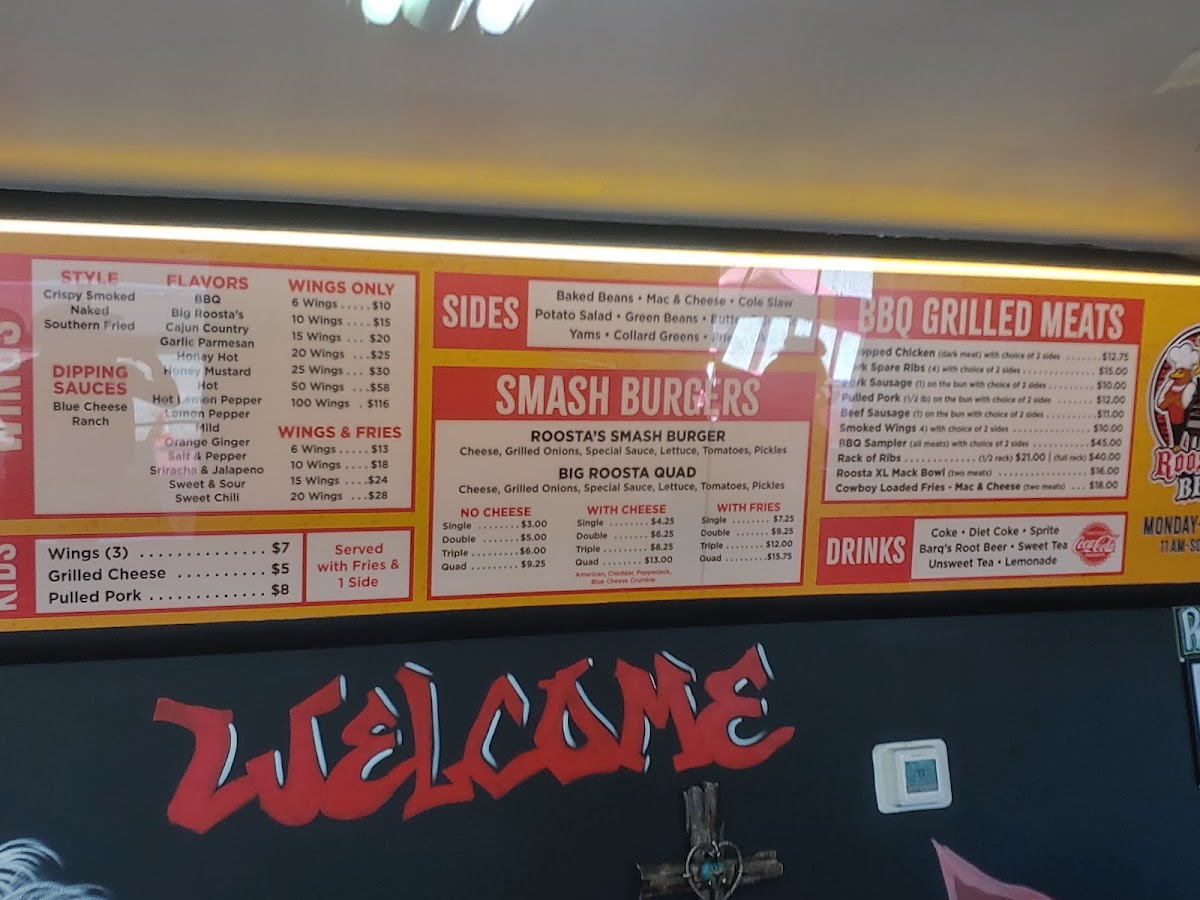 WINGS
STYLE
Crispy Smoked
Naked
Southern Fried
DIPPING
SAUCES
Blue Cheese
Ranch
FLAVORS
BBQ
Big Roosta's
Cajun Country
Garlic Parmesan
Honey Hot
Honey Mustard
Hot
Hot Lemon Pepper
Lemon Pepper
Mild
Orange Ginger
Salt & Pepper
Sriracha & Jalapeno
Sweet & Sour
Sweet Chili
WINGS ONLY
6 Wings ..... $10
10 Wings .... $15
15 Wings ... $20
20 Wings ...$25
25 Wings ... $30
50 Wings ...$58
100 Wings . $116
WINGS & FRIES
6 Wings ..... $13
10 Wings .... $18
15 Wings ....$24
20 Wings ...$28
KIDS
Wings (3) ............. $7
Grilled Cheese .......... $5
Pulled Pork ............. $8
Served
with Fries &
1 Side
SIDES
Baked Beans • Mac & Cheese • Cole Slaw
Potato Salad • Green Beans •
Yams • Collard Greens •
SMASH BURGERS
ROOSTA'S SMASH BURGER
Cheese, Grilled Onions, Special Sauce, Lettuce, Tomatoes, Pickles
BIG ROOSTA QUAD
Cheese, Grilled Onions, Special Sauce, Lettuce, Tomatoes, Pickles
NO CHEESE
Single ........ $3.00
Double ........ $5.00
Triple ......... $6.00
Quad ......... $9.25
WITH CHEESE
Single ......... $4.25
Double ........ $6.25
Triple ......... $8.25
Quad ......... $13.00
American, Cheddar, Pepperjack,
Blue Cheese Crumble
WITH FRIES
Single ........ $7.25
Double ........ $9.25
Triple ........ $12.00
Quad .........$15.75
BBQ GRILLED MEATS
Chicken (dark meat) with choice of 2 sides ....... $12.75
Spare Ribs (4) with choice of 2 sides ............ $15.00
Sausage (1) on the bun with choice of 2 sides ........ $10.00
Pulled Pork (1/2 lb) on the bun with choice of 2 sides ....... $12.00
Beef Sausage (1) on the bun with choice of 2 sides ........ $11.00
Smoked Wings 4) with choice of 2 sides ............ $10.00
BBQ Sampler (all meats) with choice of 2 sides ........ $45.00
Rack of Ribs ............ (1/2 rack) $21.00 | (full rack) $40.00
Roosta XL Mack Bowl (two meats) ............ $16.00
Cowboy Loaded Fries - Mac & Cheese (two meats) ... $18.00
DRINKS
Coke • Diet Coke • Sprite
Barq's Root Beer • Sweet Tea
Unsweet Tea • Lemonade
Coca-Cola
MONDAY
WELCOME